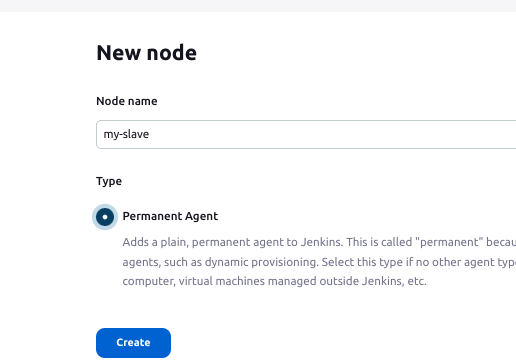 New node
Node name
my-slave
Type
Permanent Agent
Adds a plain, permanent agent to Jenkins. This is called "permanent"
agents, such as dynamic provisioning. Select this type if no other agent
computer, virtual machines managed outside Jenkins, etc.
Create